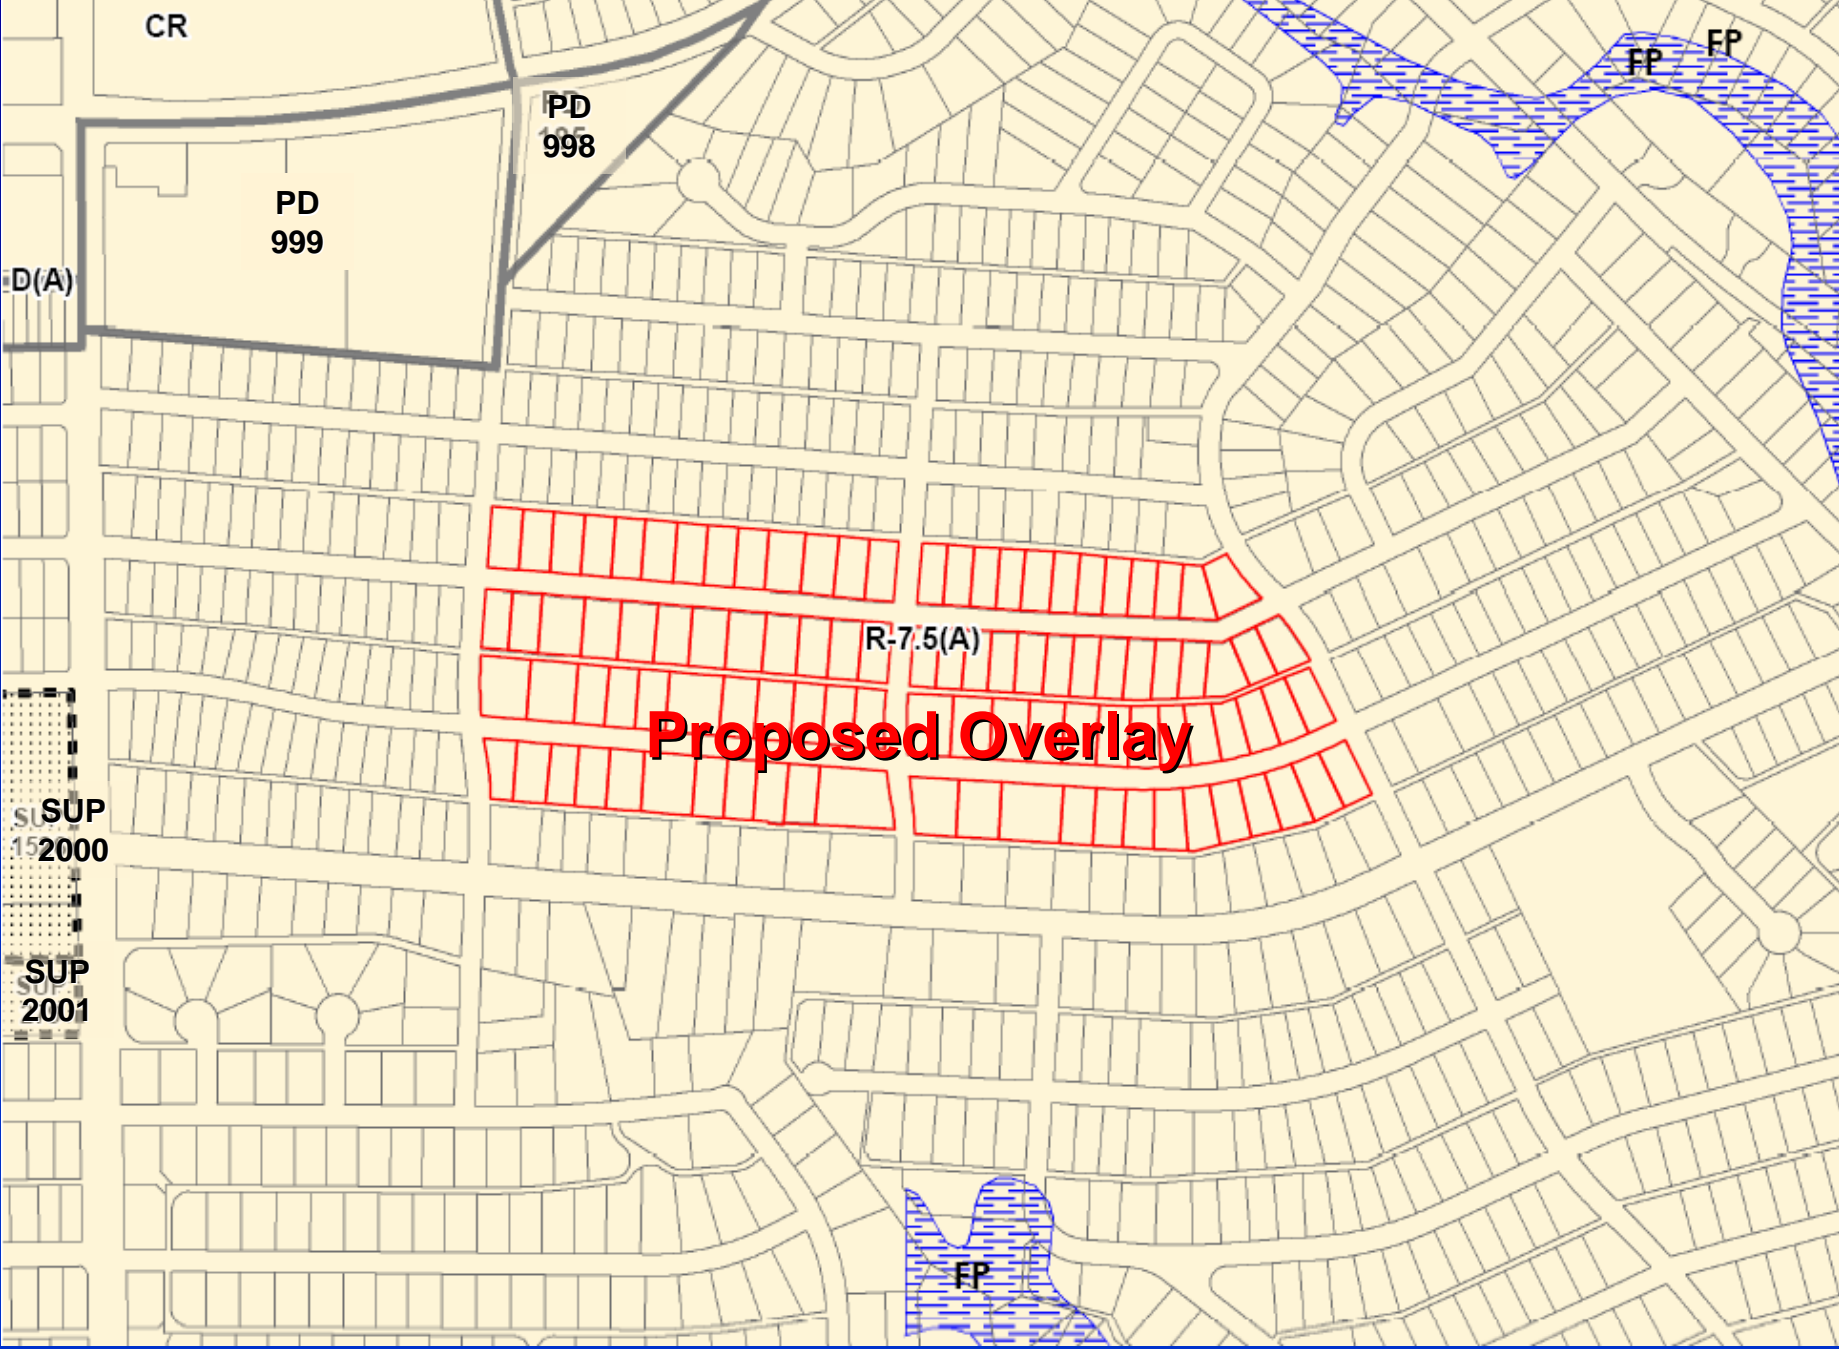 CR
FP
FP
PD
998
PD
999
D(A)
R-7.5(A)
Proposed Overlay
SUP
2000
SUP
2001
FP